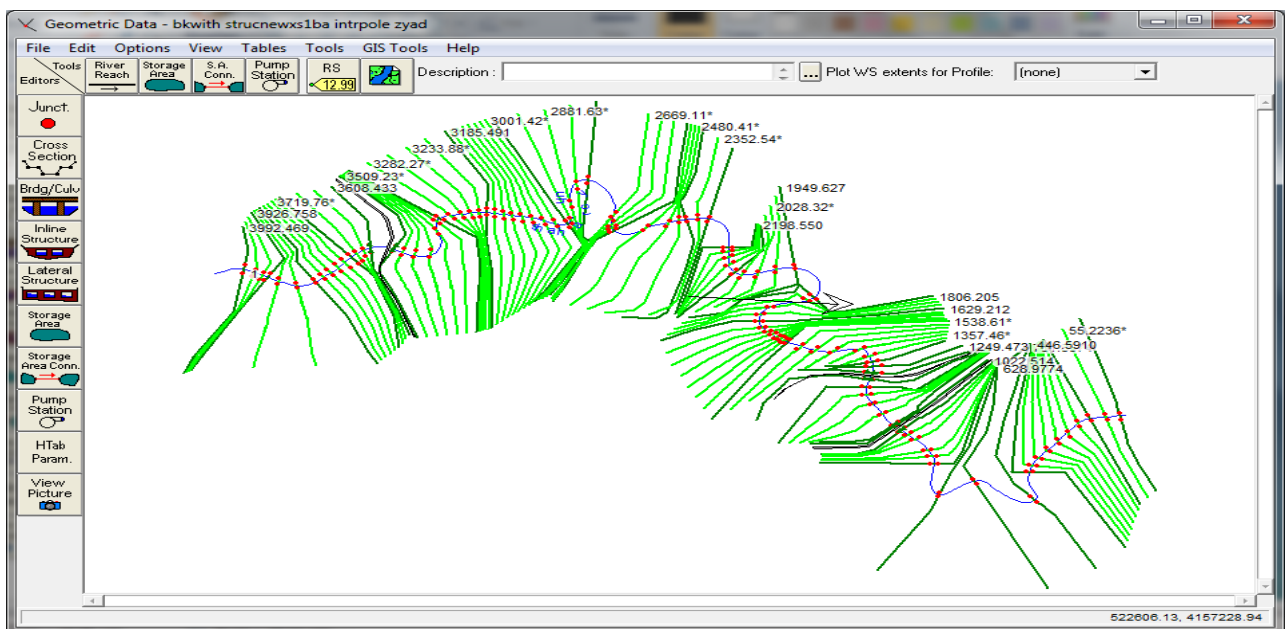 Geometric Data - bkwith strucnewxs1ba intrpole zyad
File Edit Options View Tables Tools GIS Tools Help
Tools
Editors
River
Reach
Storage
Area
S.A.
Conn.
Pump
Station
RS
12.99
Description :
...
Plot WS extents for Profile:
(none)
Junct.
Cross
Section
Brdg/Culv
Inline
Structure
Lateral
Structure
Storage
Area
Storage
Area Conn.
Pump
Station
HTab
Param.
View
Picture
2881.63*
3001.42*
3185.491
3233.88*
3282.27*
3509.23*
3608.433
3719.76*
3926.758
3992.469
2669.11*
2480.41*
2352.54*
1949.627
2028.32*
2198.550
1806.205
1629.212
1538.61*
1357.46*
1249.473
446.5910
55.2236*
1022.514
628.9774
1
522606.13, 4157228.94